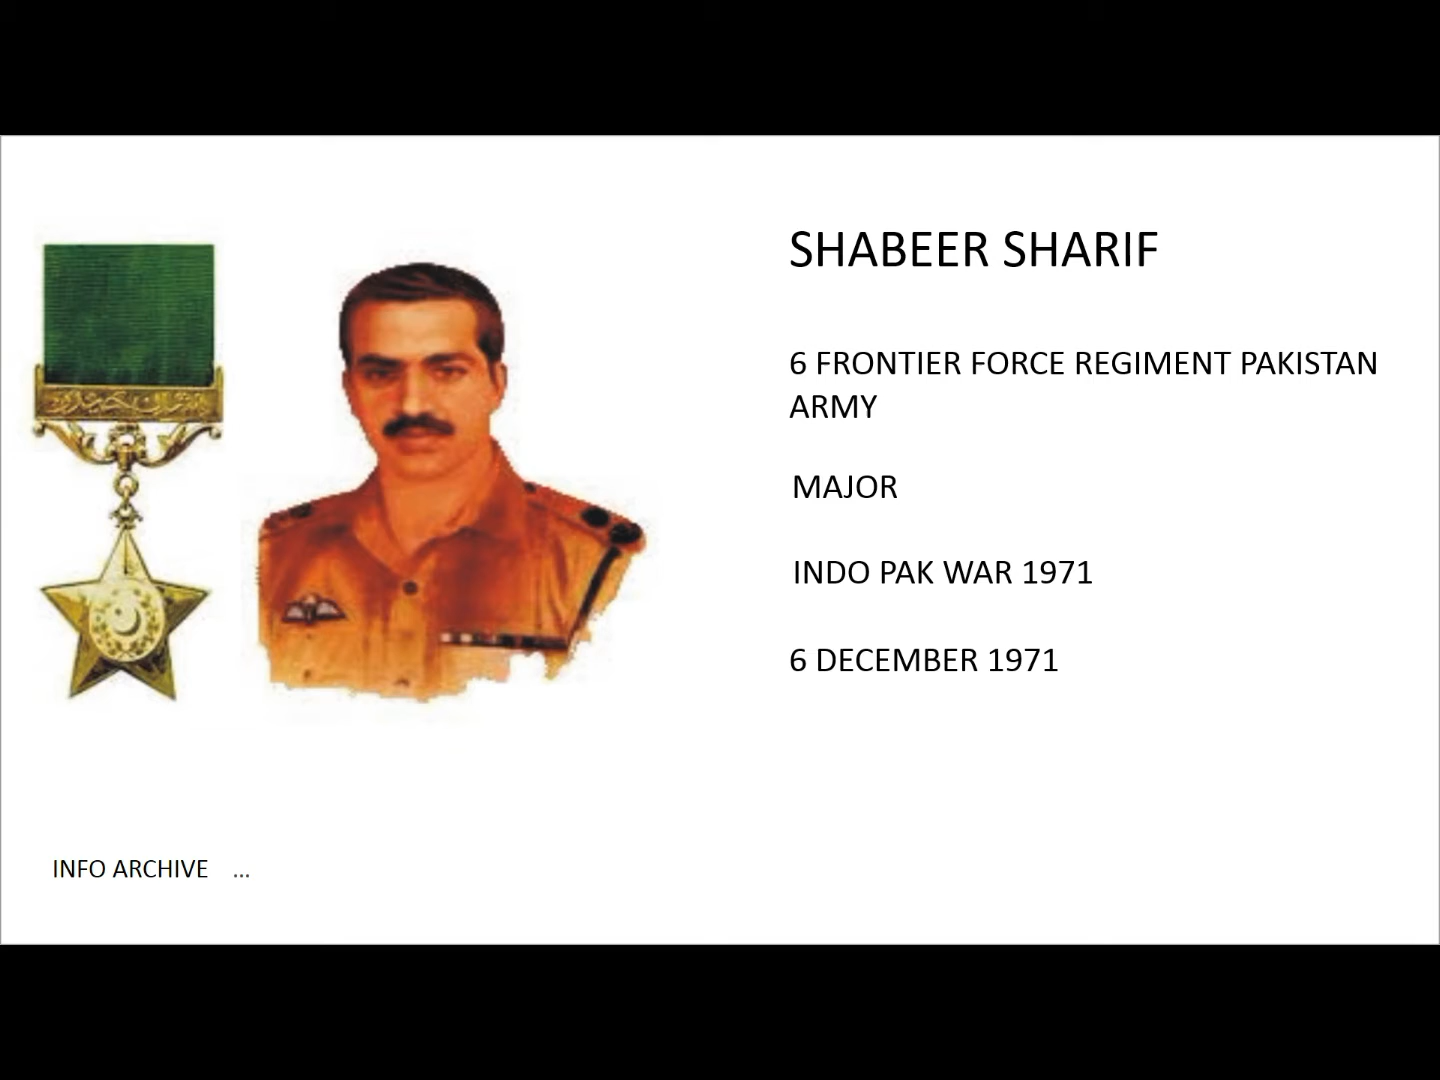 SHABEER SHARIF
6 FRONTIER FORCE REGIMENT PAKISTAN
ARMY
MAJOR
INDO PAK WAR 1971
6 DECEMBER 1971
INFO ARCHIVE ...